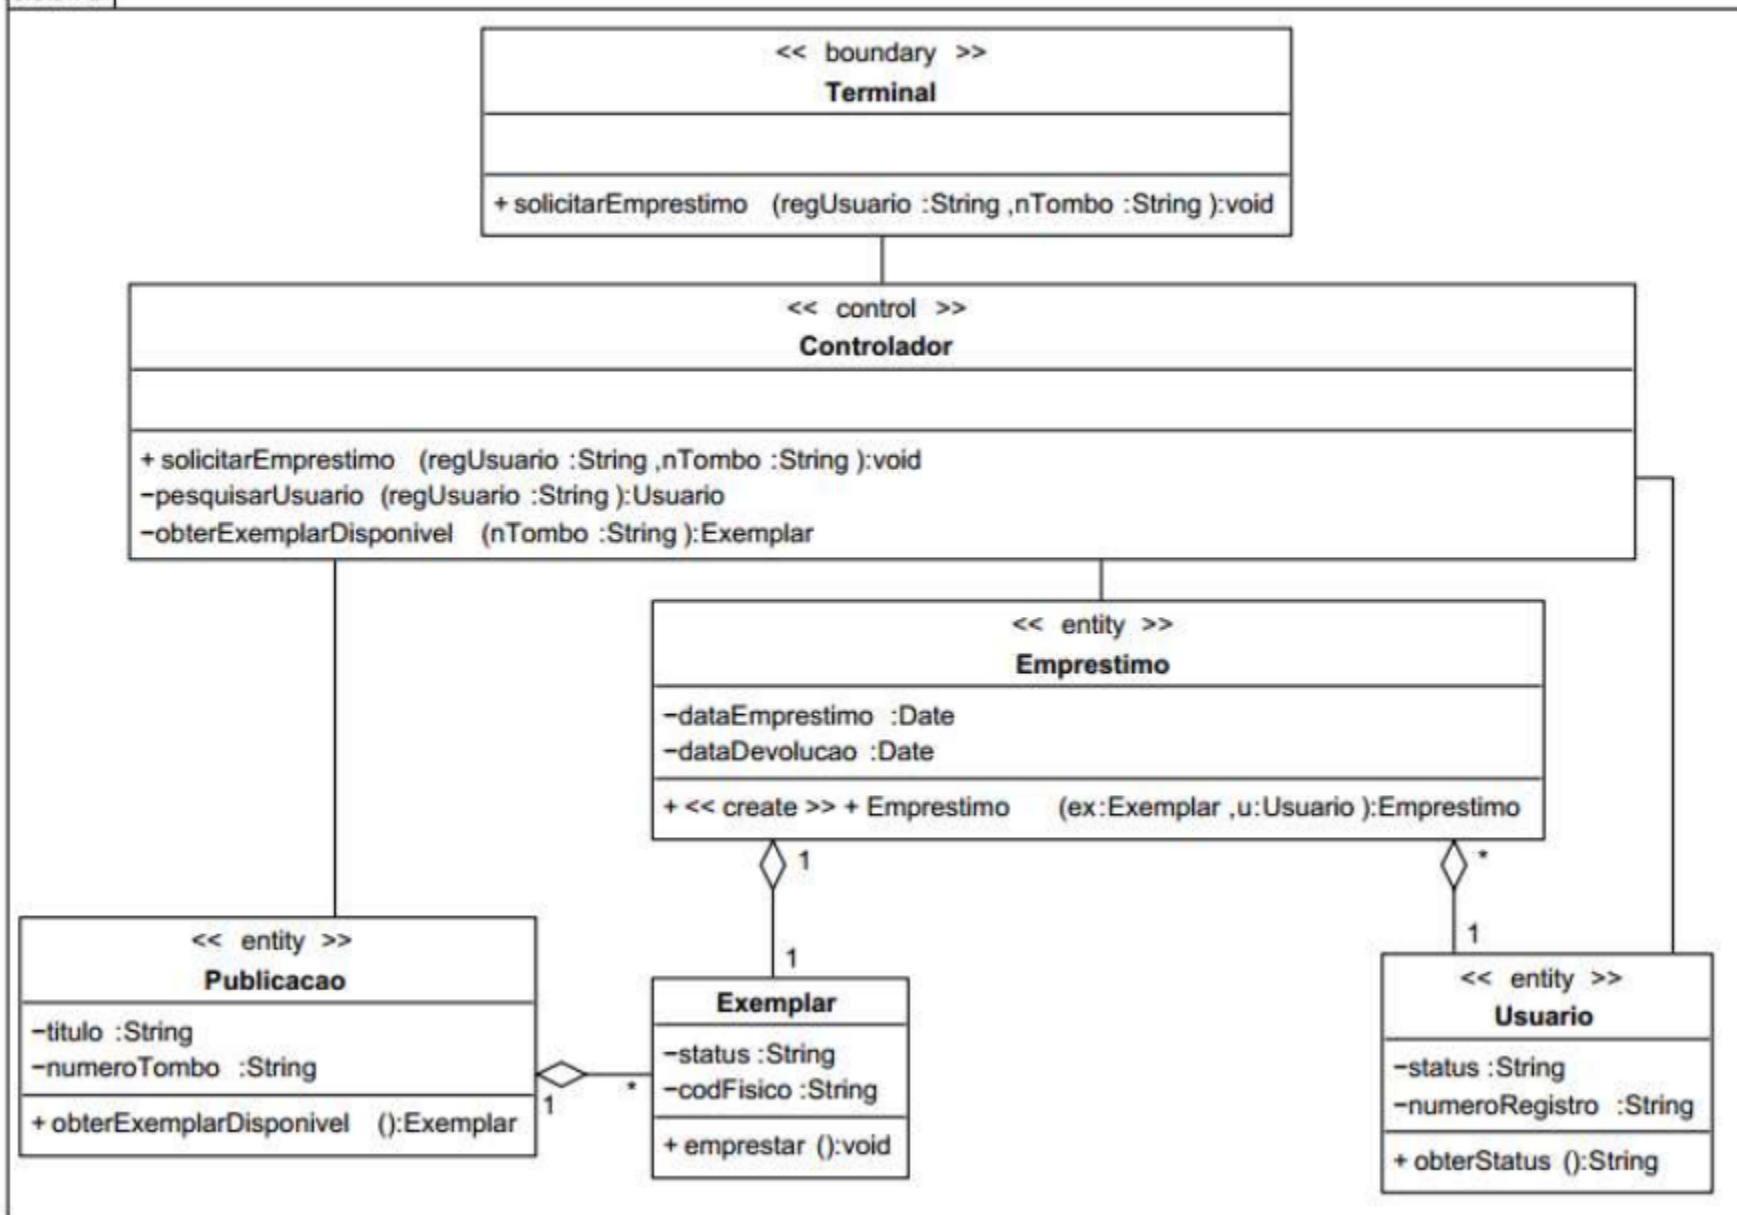 << boundary >>
Terminal
+ solicitarEmprestimo (regUsuario :String ,nTombo :String ):void
<< control >>
Controlador
+ solicitarEmprestimo (regUsuario :String ,nTombo :String ):void
−pesquisarUsuario (regUsuario :String ):Usuario
−obterExemplarDisponivel (nTombo :String ):Exemplar
<< entity >>
Emprestimo
−dataEmprestimo :Date
−dataDevolucao :Date
+ << create >> + Emprestimo (ex:Exemplar ,u:Usuario ):Emprestimo
1
*
1
1
<< entity >>
Publicacao
−titulo :String
−numeroTombo :String
+ obterExemplarDisponivel ():Exemplar
1
*
Exemplar
−status :String
−codFisico :String
+ emprestar ():void
<< entity >>
Usuario
−status :String
−numeroRegistro :String
+ obterStatus ():String